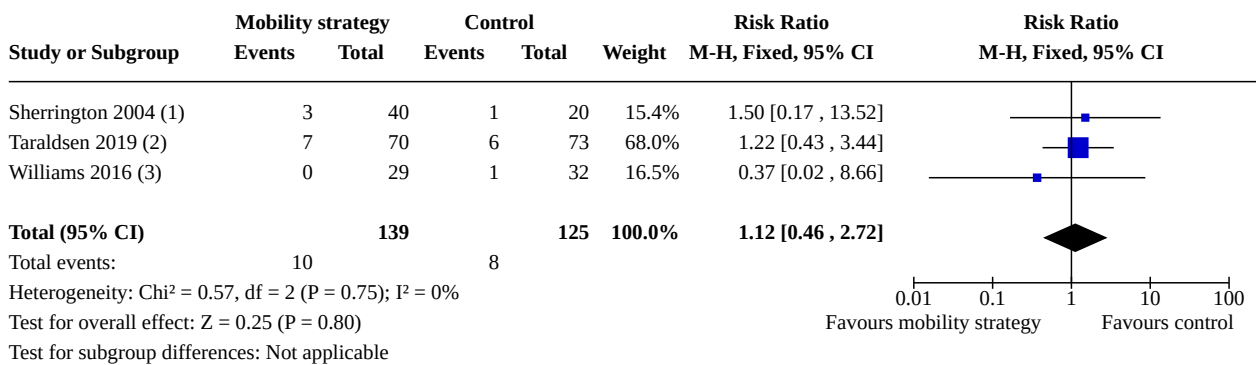 Mobility strategy Control Risk Ratio Risk Ratio
Study or Subgroup Events Total Events Total Weight M-H, Fixed, 95% CI M-H, Fixed, 95% CI
Sherrington 2004 (1) 3 40 1 20 15.4% 1.50 [0.17 , 13.52]
Taraldsen 2019 (2) 7 70 6 73 68.0% 1.22 [0.43 , 3.44]
Williams 2016 (3) 0 29 1 32 16.5% 0.37 [0.02 , 8.66]
Total (95% CI) 139 125 100.0% 1.12 [0.46 , 2.72]
Total events: 10 8
Heterogeneity: Chi² = 0.57, df = 2 (P = 0.75); I² = 0%
0.01 0.1 1 10 100
Test for overall effect: Z = 0.25 (P = 0.80)
Favours mobility strategy Favours control
Test for subgroup differences: Not applicable